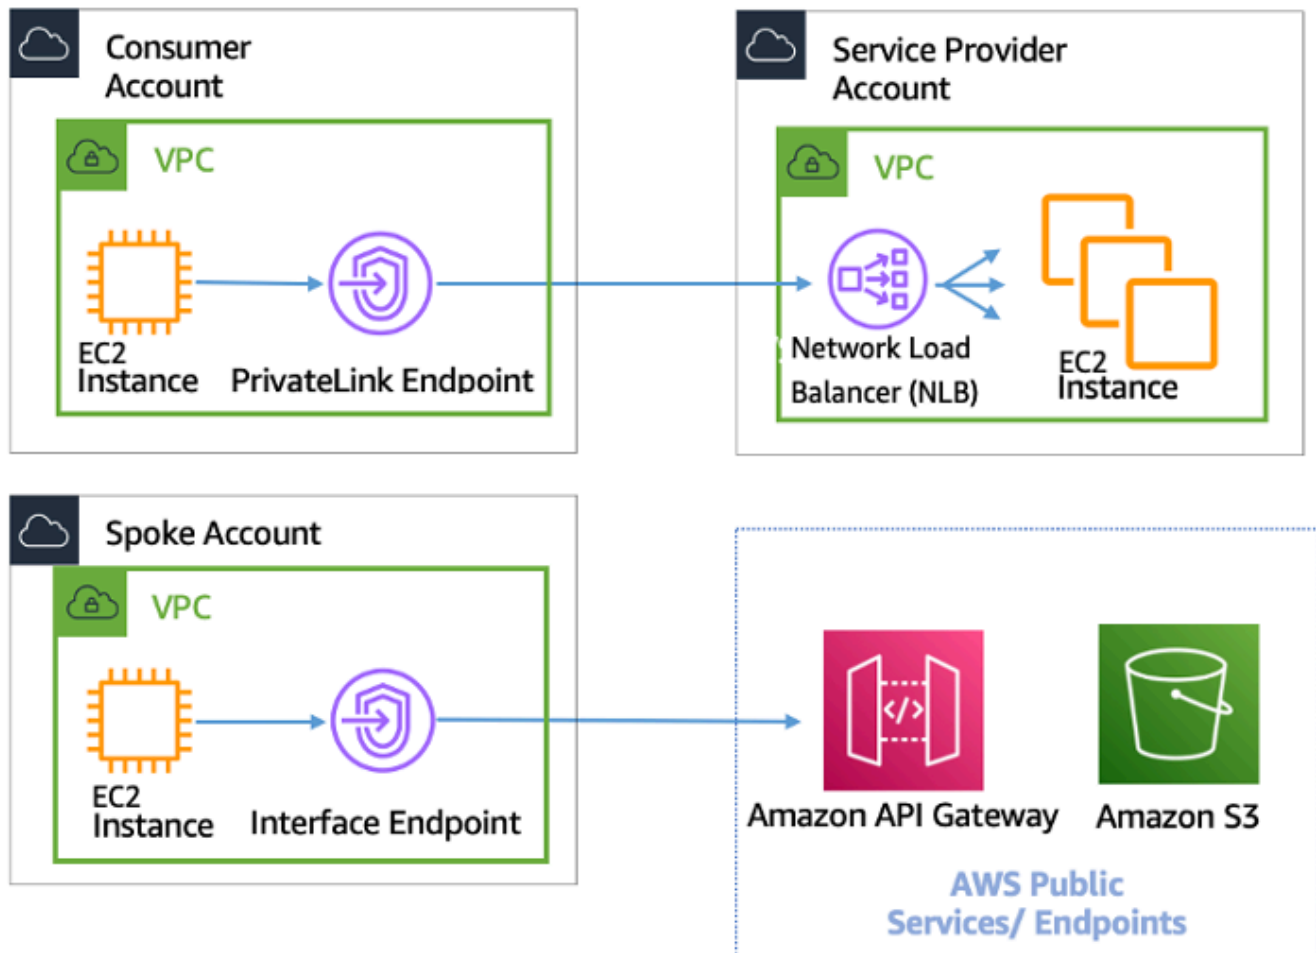 Consumer
Account
VPC
EC2
Instance
PrivateLink Endpoint
Service Provider
Account
VPC
Network Load
Balancer (NLB)
EC2
Instance
Spoke Account
VPC
EC2
Instance
Interface Endpoint
</>
Amazon API Gateway
Amazon S3
AWS Public
Services/ Endpoints